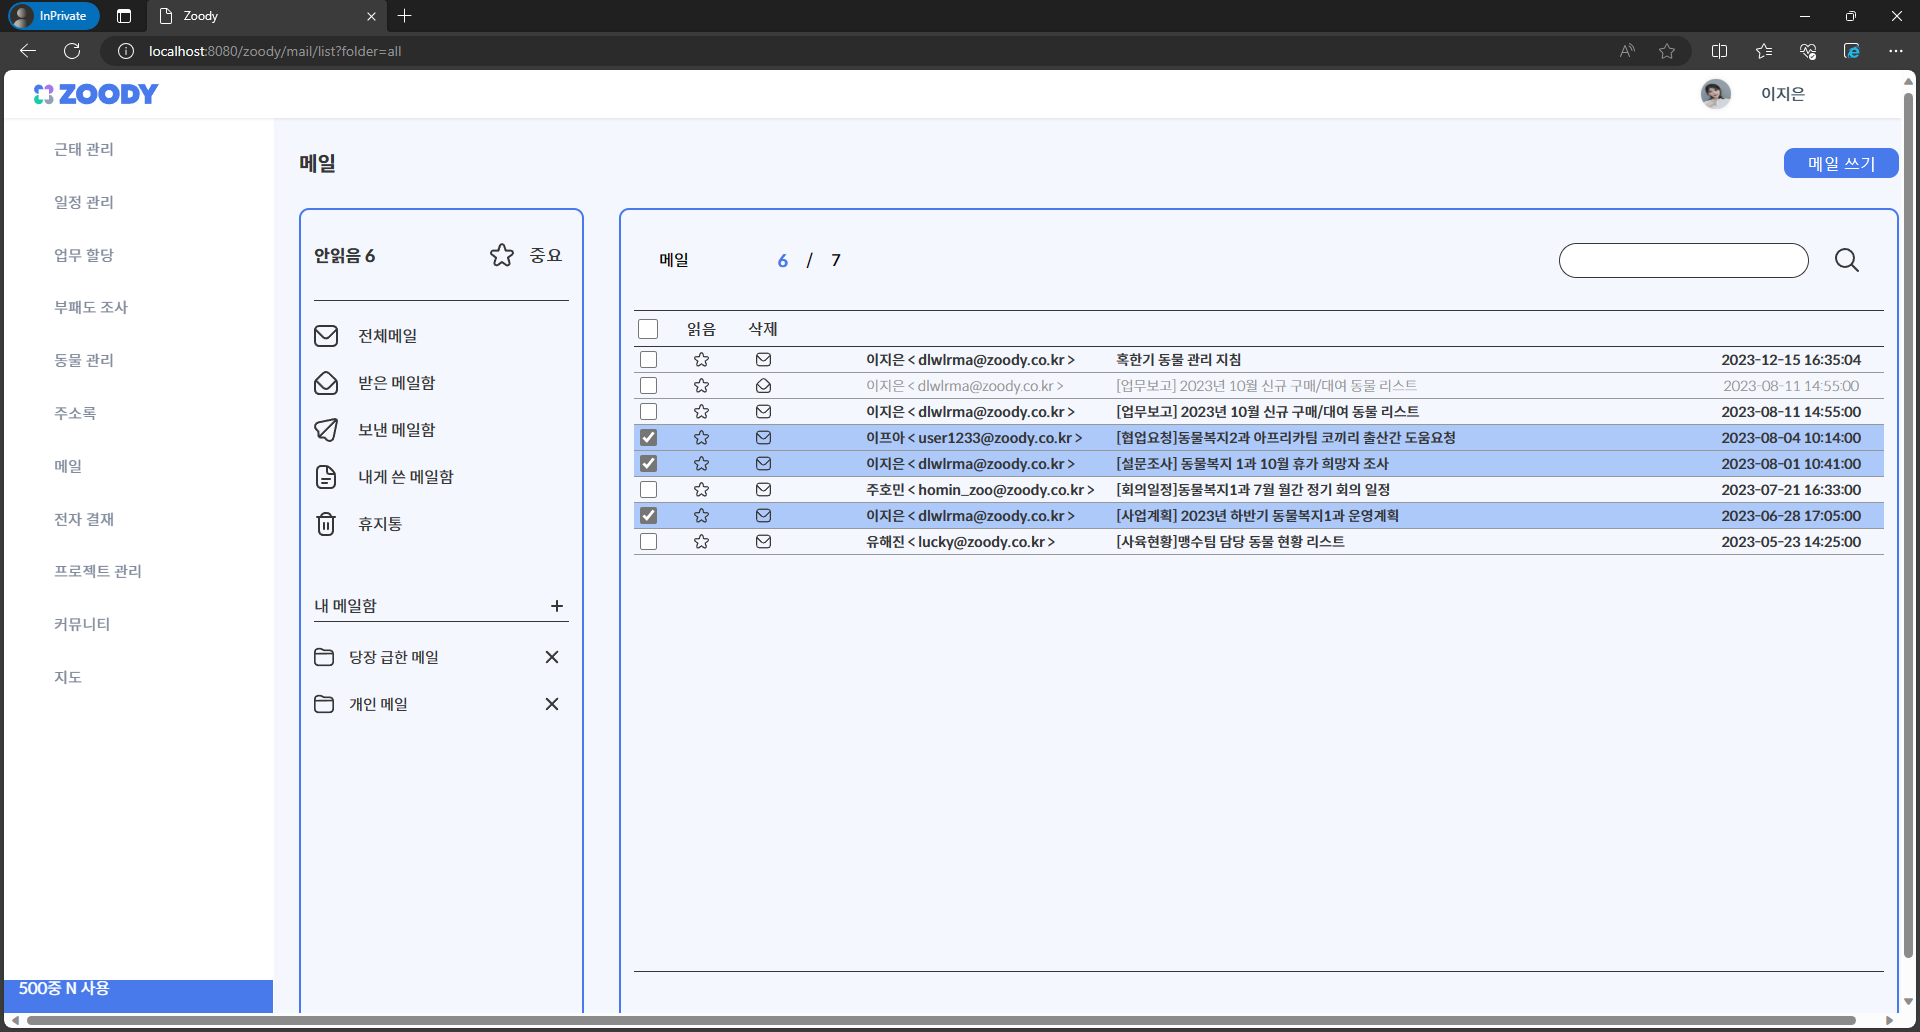 InPrivate
Zoody
localhost:8080/zoody/mail/list?folder=all
ZOODY
이지은
근태 관리
일정 관리
업무 할당
부패도 조사
동물 관리
주소록
메일
전자 결재
프로젝트 관리
커뮤니티
지도
500중 N 사용
메일
메일 쓰기
안읽음 6
중요
전체메일
받은 메일함
보낸 메일함
내게 쓴 메일함
휴지통
내 메일함 +
당장 급한 메일
개인 메일
메일 6 / 7
읽음 삭제
이지은 < dlwlrma@zoody.co.kr > 혹한기 동물 관리 지침 2023-12-15 16:35:04
이지은 < dlwlrma@zoody.co.kr > [업무보고] 2023년 10월 신규 구매/대여 동물 리스트 2023-08-11 14:55:00
이지은 < dlwlrma@zoody.co.kr > [업무보고] 2023년 10월 신규 구매/대여 동물 리스트 2023-08-11 14:55:00
이프아 < user1233@zoody.co.kr > [협업요청]동물복지2과 아프리카팀 코끼리 출산간 도움요청 2023-08-04 10:14:00
이지은 < dlwlrma@zoody.co.kr > [설문조사] 동물복지 1과 10월 휴가 희망자 조사 2023-08-01 10:41:00
주호민 < homin_zoo@zoody.co.kr > [회의일정]동물복지1과 7월 월간 정기 회의 일정 2023-07-21 16:33:00
이지은 < dlwlrma@zoody.co.kr > [사업계획] 2023년 하반기 동물복지1과 운영계획 2023-06-28 17:05:00
유해진 < lucky@zoody.co.kr > [사육현황]맹수팀 담당 동물 현황 리스트 2023-05-23 14:25:00